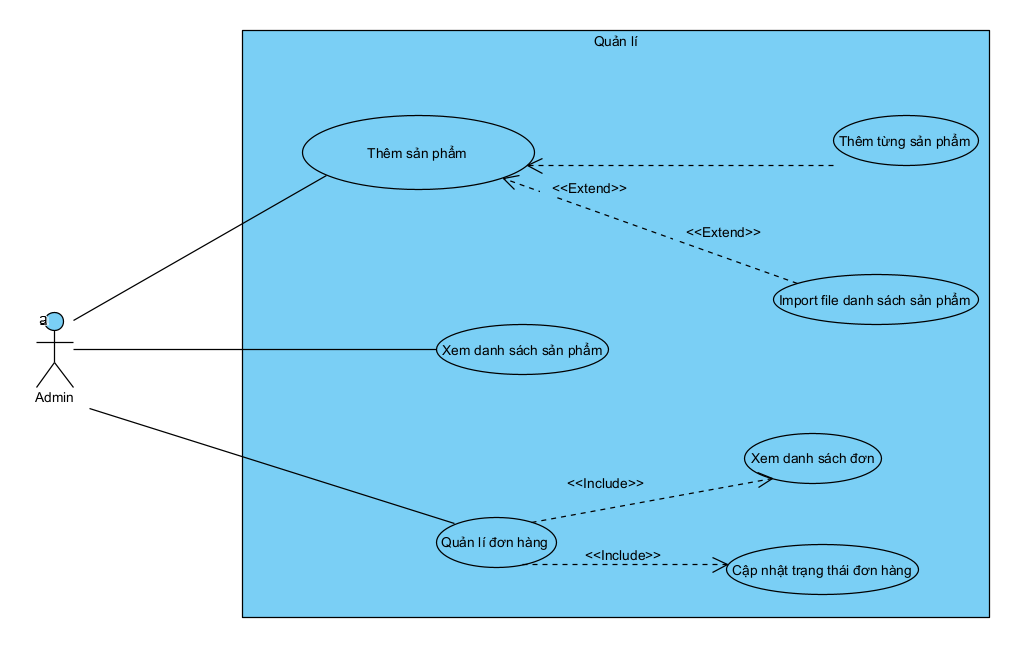 Quản lí
Thêm sản phẩm
Thêm từng sản phẩm
<<Extend>>
<<Extend>>
Import file danh sách sản phẩm
a
Xem danh sách sản phẩm
Admin
Xem danh sách đơn
<<Include>>
Quản lí đơn hàng
<<Include>>
Cập nhật trạng thái đơn hàng